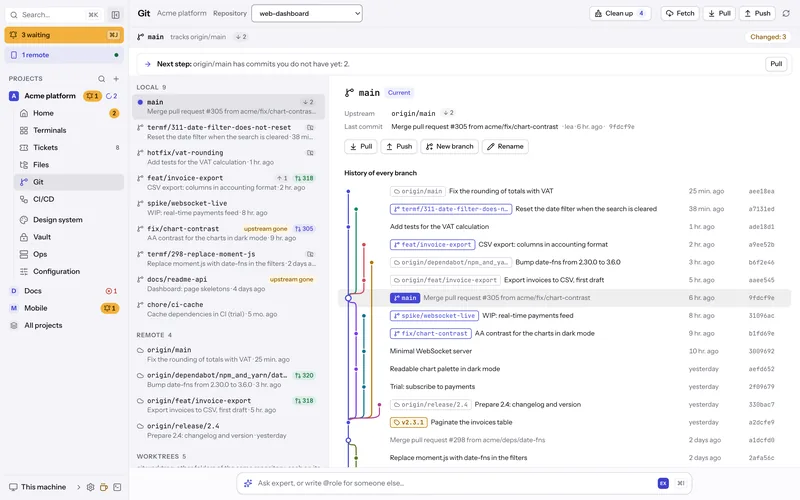 Search...
⌘K
3 waiting
⌘J
1 remote
PROJECTS
A Acme platform 1 2
Home 2
Terminals
Tickets 8
Files
Git
CI/CD
Design system
Vault
Ops
Configuration
D Docs 1
M Mobile 1
All projects
This machine
Git Acme platform Repository web-dashboard
Clean up 4
Fetch
Pull
Push
main tracks origin/main ↓ 2
Changed: 3
Next step: origin/main has commits you do not have yet: 2.
Pull
LOCAL 9
main ↓ 2
Merge pull request #305 from acme/fix/chart-contras...
termf/311-date-filter-does-not-reset
Reset the date filter when the search is cleared · 38 mi...
hotfix/vat-rounding
Add tests for the VAT calculation · 1 hr. ago
feat/invoice-export ↑ 1 318
CSV export: columns in accounting format · 2 hr. ago
spike/websocket-live
WIP: real-time payments feed · 8 hr. ago
fix/chart-contrast upstream gone 305
AA contrast for the charts in dark mode · 9 hr. ago
termf/298-replace-moment-js
Replace moment.js with date-fns in the filters · 2 days a...
docs/readme-api upstream gone
Dashboard: page skeletons · 4 days ago
chore/ci-cache
Cache dependencies in CI (trial) · 5 mo. ago
REMOTE 4
origin/main
Fix the rounding of totals with VAT · 25 min. ago
origin/dependabot/npm_and_yarn/dat... 320
Bump date-fns from 2.30.0 to 3.6.0 · 3 hr. ago
origin/feat/invoice-export 318
Export invoices to CSV, first draft · 5 hr. ago
origin/release/2.4
Prepare 2.4: changelog and version · yesterday
WORKTREES 5
main Current
Upstream origin/main ↓ 2
Last commit Merge pull request #305 from acme/fix/chart-contrast · lea · 6 hr. ago · 9fdcf9e
Pull
Push
New branch
Rename
History of every branch
origin/main Fix the rounding of totals with VAT 25 min. ago aee18ea
termf/311-date-filter-does-n… Reset the date filter when the search is cleared 38 min. ago a7131ed
Add tests for the VAT calculation 1 hr. ago ade18d1
feat/invoice-export CSV export: columns in accounting format 2 hr. ago a9ee52b
origin/dependabot/npm_and_ya… Bump date-fns from 2.30.0 to 3.6.0 3 hr. ago b6f2e46
origin/feat/invoice-export Export invoices to CSV, first draft 5 hr. ago aaee545
main Merge pull request #305 from acme/fix/chart-contrast 6 hr. ago 9fdcf9e
spike/websocket-live WIP: real-time payments feed 8 hr. ago 31096ac
fix/chart-contrast AA contrast for the charts in dark mode 9 hr. ago b1fd69e
Minimal WebSocket server 10 hr. ago 3009692
Readable chart palette in dark mode yesterday aefd652
Trial: subscribe to payments yesterday 2f09679
origin/release/2.4 Prepare 2.4: changelog and version yesterday 330bac7
v2.3.1 Paginate the invoices table yesterday a2dcfe9
Merge pull request #298 from acme/deps/date-fns 2 days ago a1dcfd0
Replace moment.js with date-fns in the filters 2 days ago 2afa56c
Ask expert, or write @role for someone else...
EX
⌘I